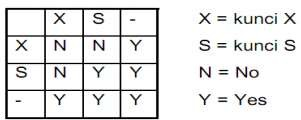 X S -
X N N Y
S N Y Y
- Y Y Y
X = kunci X
S = kunci S
N = No
Y = Yes